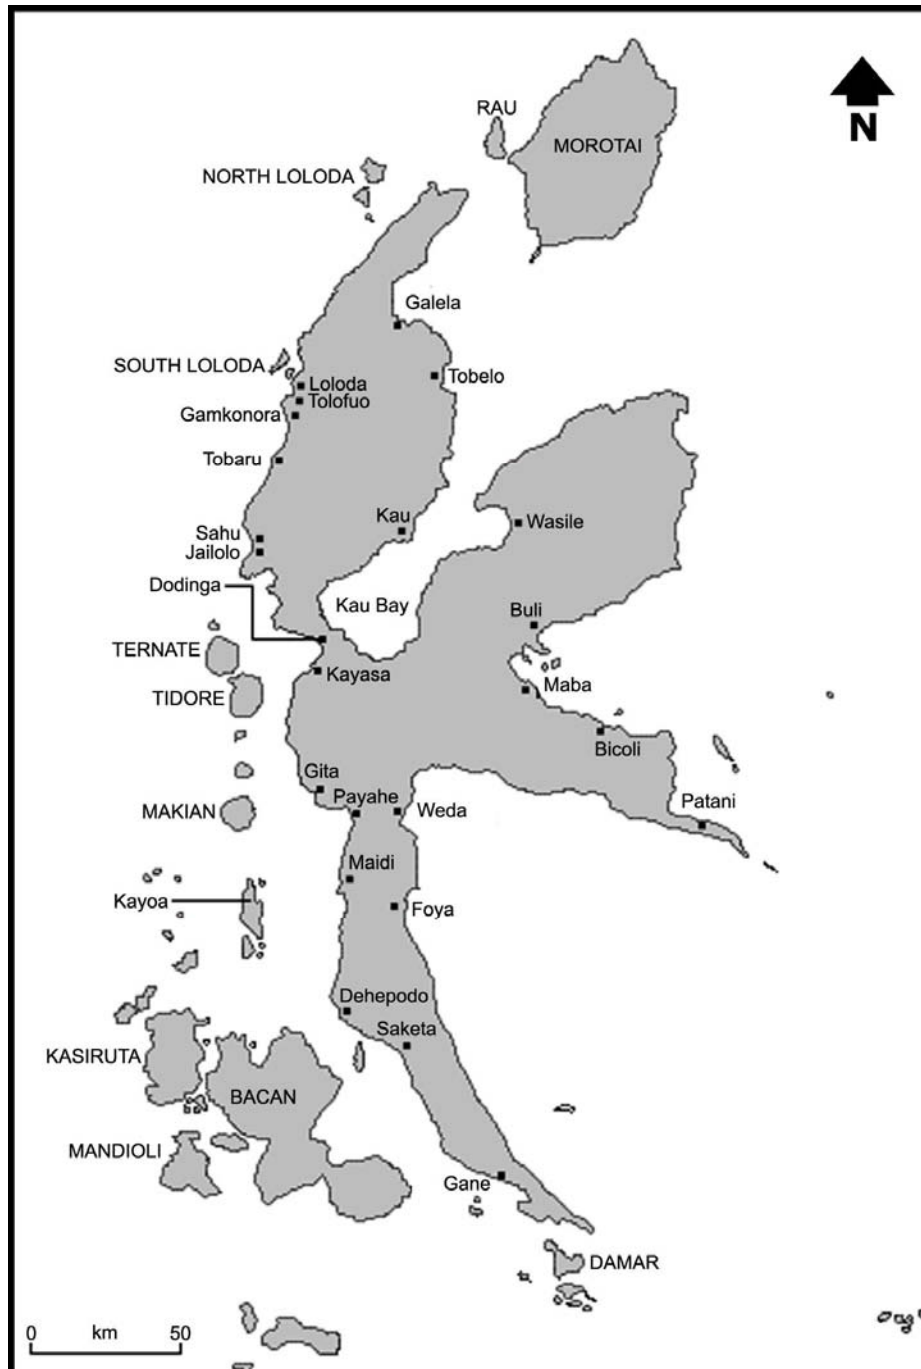 RAU
MOROTAI
N
NORTH LOLODA
Galela
SOUTH LOLODA
Loloda
Tobelo
Tolofuo
Gamkonora
Tobaru
Kau
Wasile
Sahu
Jailolo
Dodinga
Kau Bay
Buli
TERNATE
Kayasa
Maba
TIDORE
Bicoli
Gita
Payahe
Weda
Patani
MAKIAN
Maidi
Kayoa
Foya
Dehepodo
Saketa
KASIRUTA
BACAN
MANDIOLI
Gane
DAMAR
0 km 50